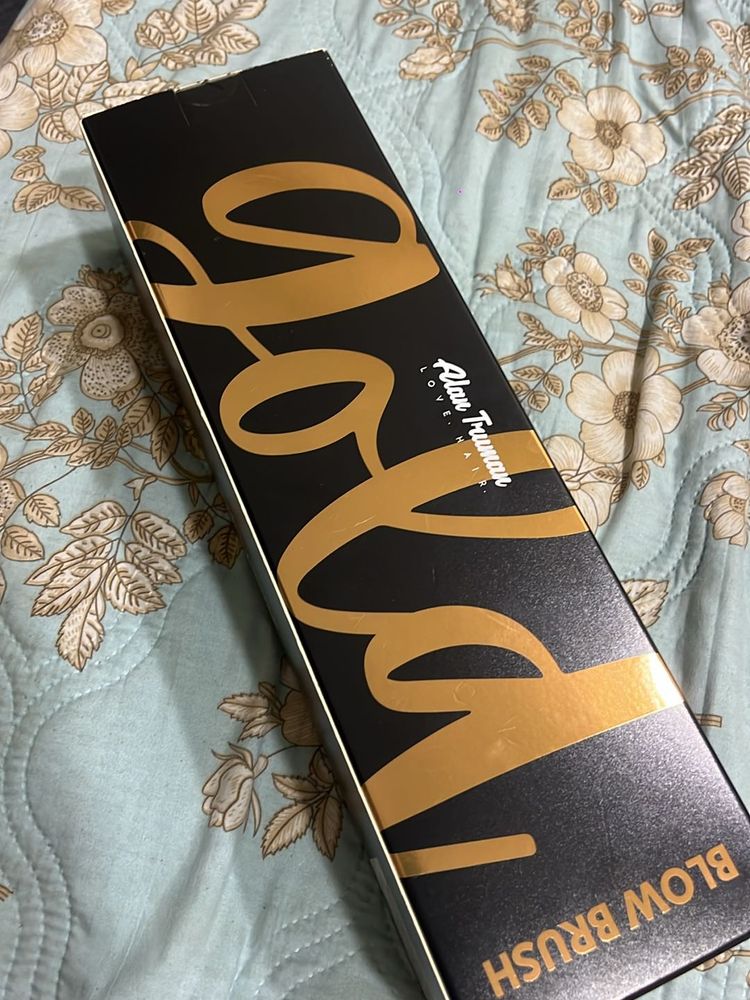 gold
Alan Truman
LOVE. HAIR.
BLOW BRUSH